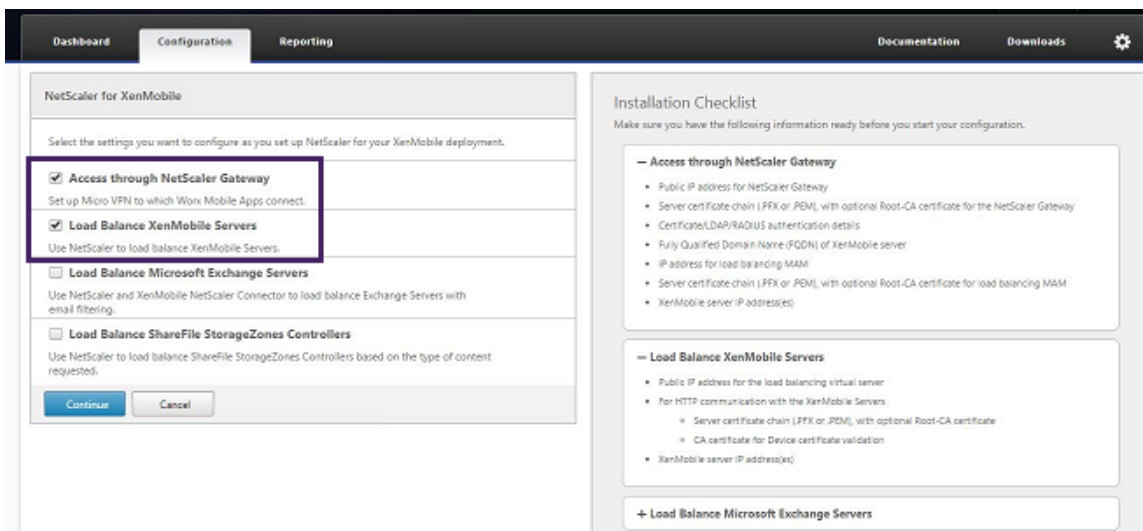 Dashboard
Configuration
Reporting
Documentation
Downloads
NetScaler for XenMobile
Select the settings you want to configure as you set up NetScaler for your XenMobile deployment.
Access through NetScaler Gateway
Set up Micro VPN to which Worx Mobile Apps connect.
Load Balance XenMobile Servers
Use NetScaler to load balance XenMobile Servers.
Load Balance Microsoft Exchange Servers
Use NetScaler and XenMobile NetScaler Connector to load balance Exchange Servers with
email filtering.
Load Balance ShareFile StorageZones Controllers
Use NetScaler to load balance ShareFile StorageZones Controllers based on the type of content
requested.
Continue
Cancel
Installation Checklist
Make sure you have the following information ready before you start your configuration.
— Access through NetScaler Gateway
• Public IP address for NetScaler Gateway
• Server certificate chain (.PFX or .PEM), with optional Root-CA certificate for the NetScaler Gateway
• Certificate/LDAP/RADIUS authentication details
• Fully Qualified Domain Name (FQDN) of XenMobile server
• IP address for load balancing MAM
• Server certificate chain (.PFX or .PEM), with optional Root-CA certificate for load balancing MAM
• XenMobile server IP address(es)
— Load Balance XenMobile Servers
• Public IP address for the load balancing virtual server
• For HTTP communication with the XenMobile Servers
Server certificate chain (.PFX or .PEM), with optional Root-CA certificate
CA certificate for Device certificate validation
• XenMobile server IP address(es)
+ Load Balance Microsoft Exchange Servers